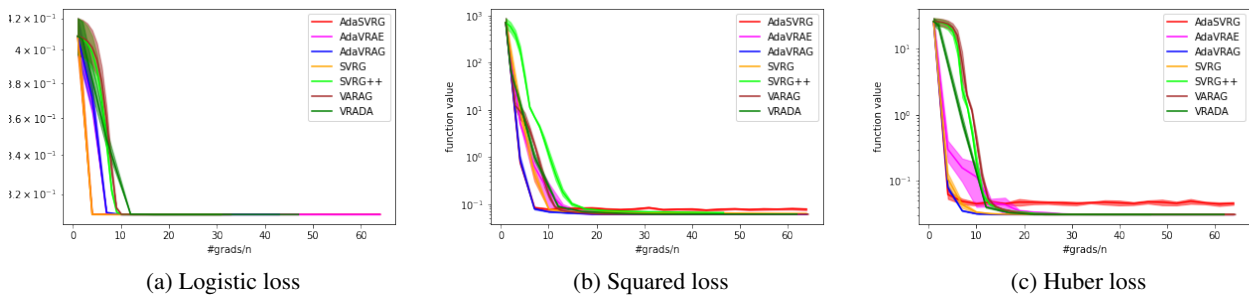 4.2 × 10⁻¹
4 × 10⁻¹
3.8 × 10⁻¹
3.6 × 10⁻¹
3.4 × 10⁻¹
3.2 × 10⁻¹
0 10 20 30 40 50 60
#grads/n
AdaSVRG
AdaVRAE
AdaVRAG
SVRG
SVRG++
VARAG
VRADA
(a) Logistic loss
function value
10³
10²
10¹
10⁰
10⁻¹
0 10 20 30 40 50 60
#grads/n
AdaSVRG
AdaVRAE
AdaVRAG
SVRG
SVRG++
VARAG
VRADA
(b) Squared loss
function value
10¹
10⁰
10⁻¹
0 10 20 30 40 50 60
#grads/n
AdaSVRG
AdaVRAE
AdaVRAG
SVRG
SVRG++
VARAG
VRADA
(c) Huber loss